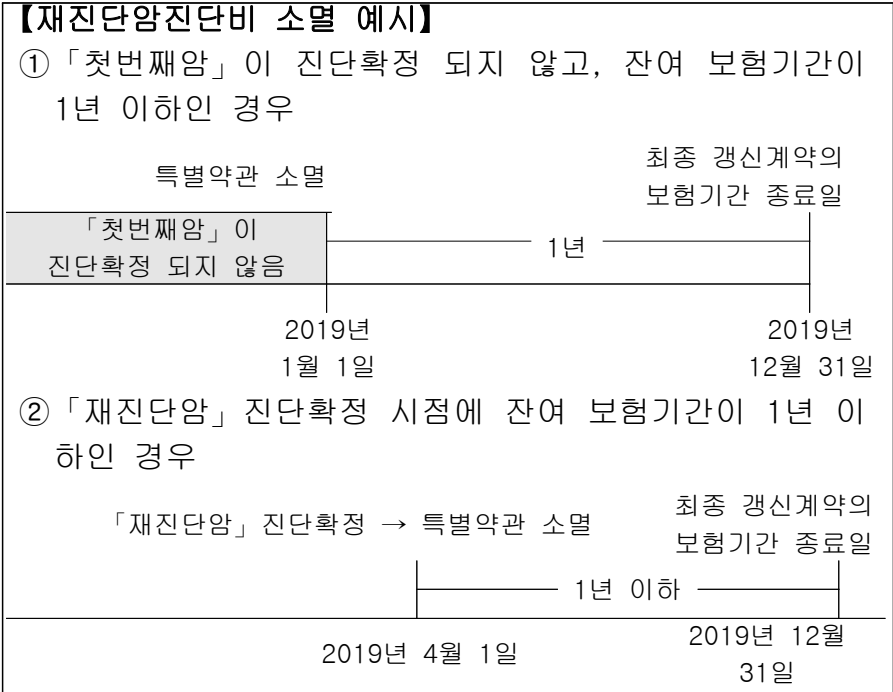 【재진단암진단비 소멸 예시】
①「첫번째암」이 진단확정 되지 않고, 잔여 보험기간이
1년 이하인 경우
특별약관 소멸
최종 갱신계약의
보험기간 종료일
「첫번째암」이
진단확정 되지 않음
1년
2019년
1월 1일
2019년
12월 31일
②「재진단암」진단확정 시점에 잔여 보험기간이 1년 이
하인 경우
「재진단암」진단확정 → 특별약관 소멸
최종 갱신계약의
보험기간 종료일
1년 이하
2019년 4월 1일
2019년 12월
31일